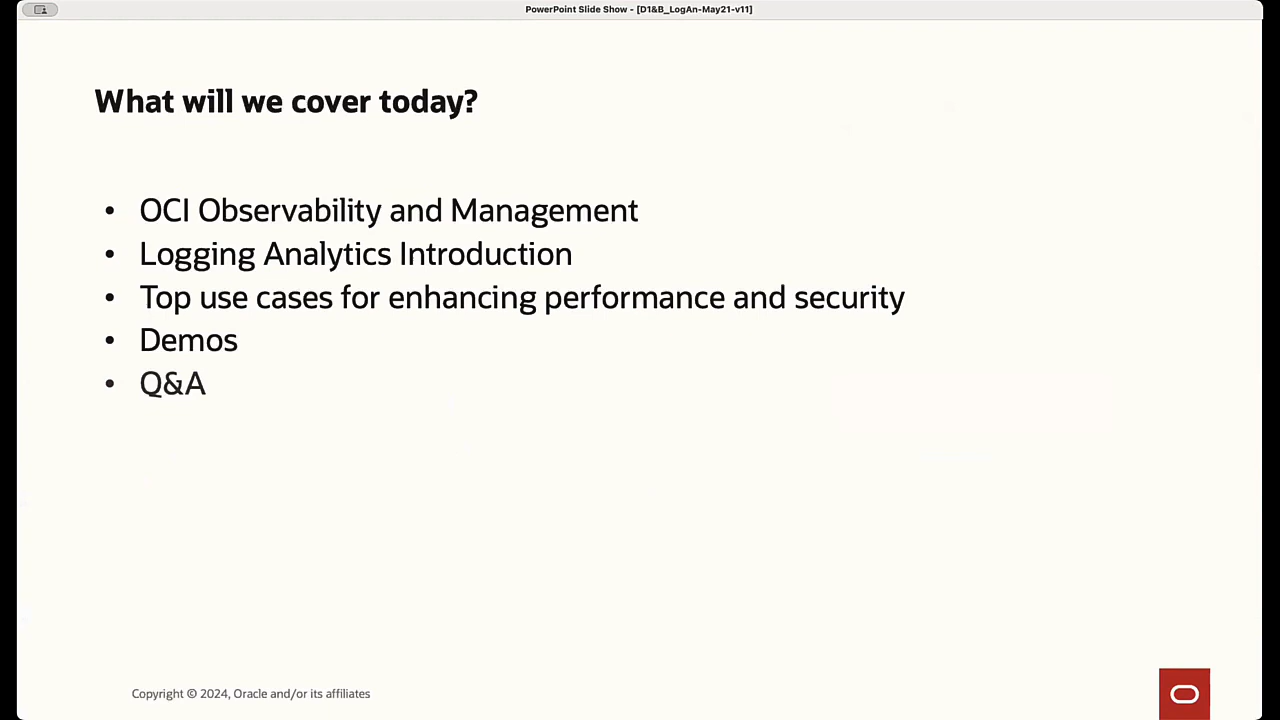 PowerPoint Slide Show - [D1&B_LogAn-May21-v11]
What will we cover today?
• OCI Observability and Management
• Logging Analytics Introduction
• Top use cases for enhancing performance and security
• Demos
• Q&A
Copyright © 2024, Oracle and/or its affiliates